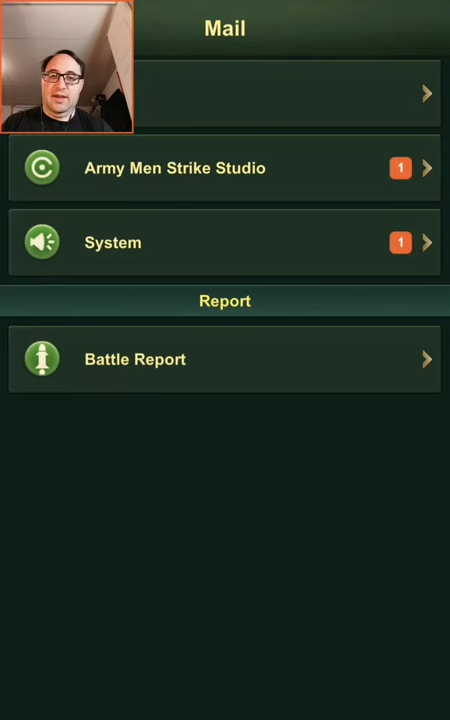 Mail
Army Men Strike Studio 1
System 1
Report
Battle Report